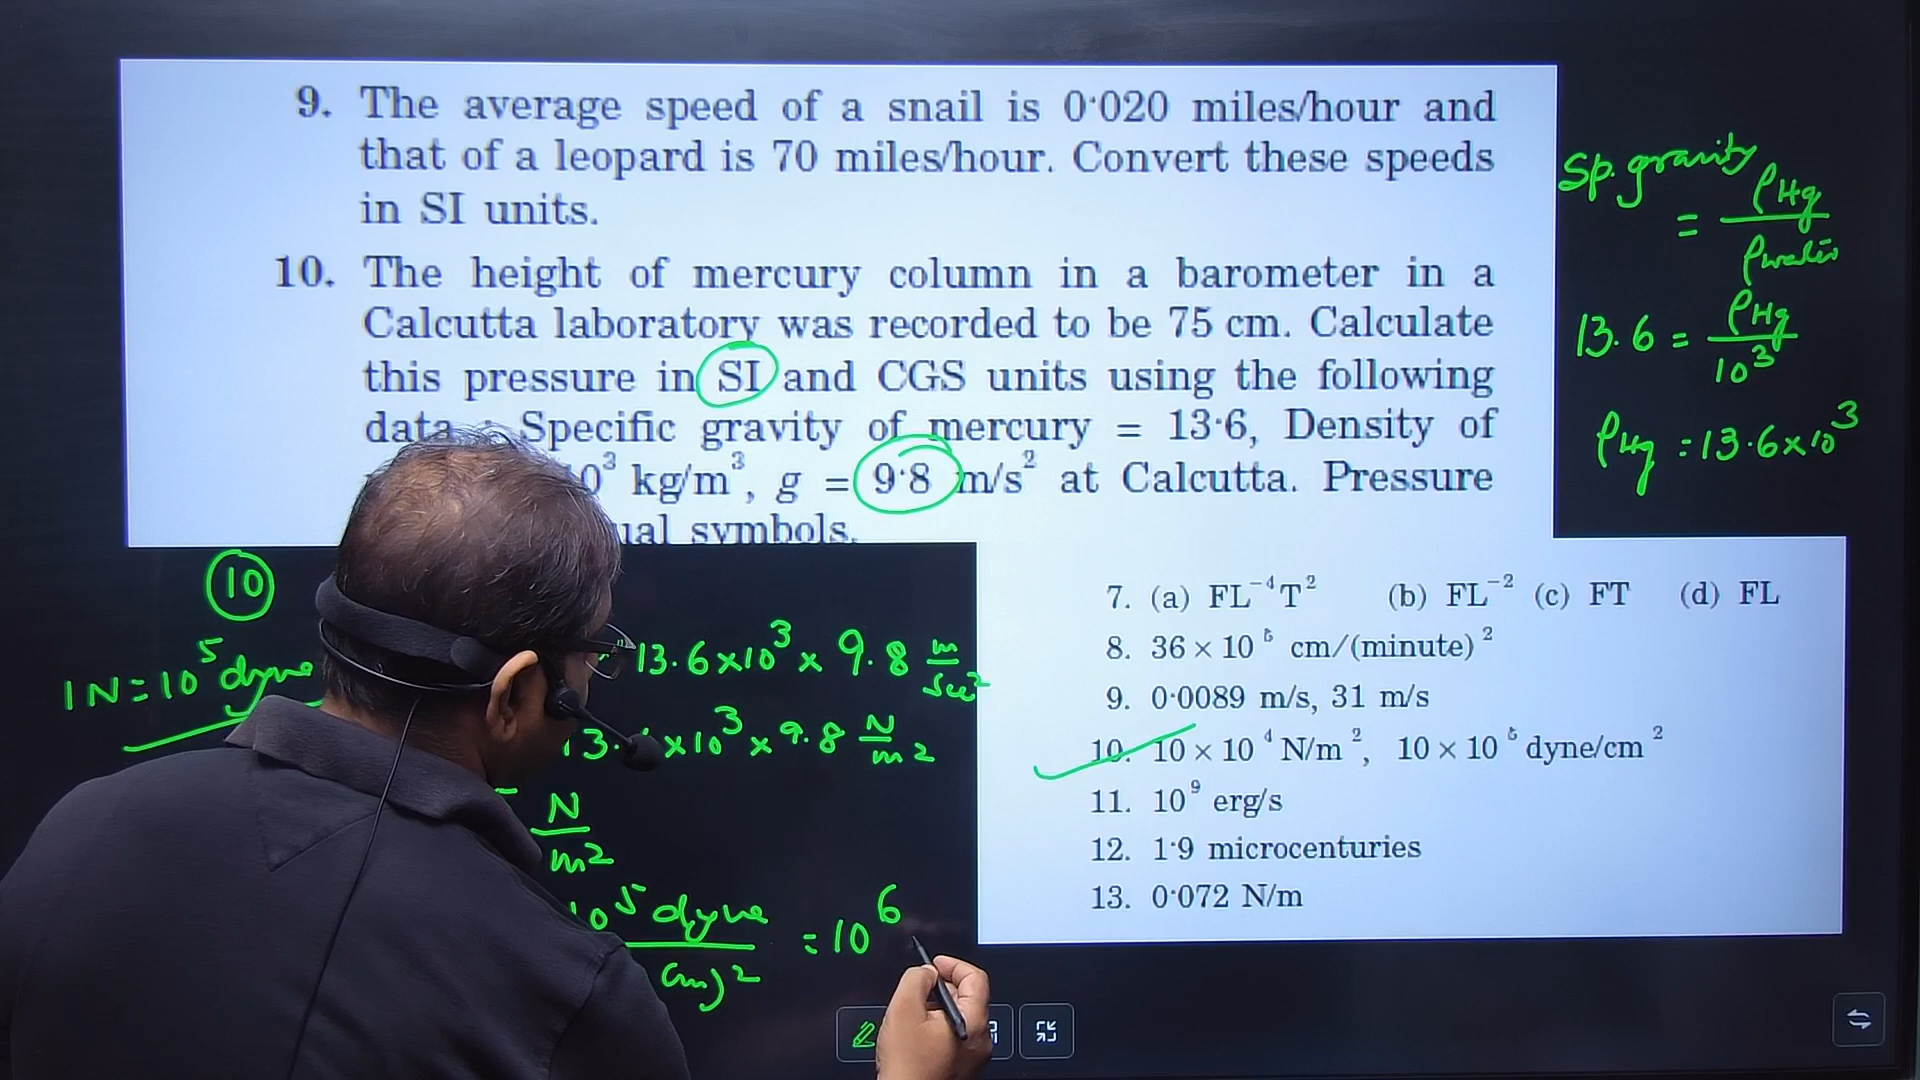 9. The average speed of a snail is 0·020 miles/hour and
that of a leopard is 70 miles/hour. Convert these speeds
in SI units.
10. The height of mercury column in a barometer in a
Calcutta laboratory was recorded to be 75 cm. Calculate
this pressure in SI and CGS units using the following
data : Specific gravity of mercury = 13·6, Density of
0³ kg/m³, g = 9·8 m/s² at Calcutta. Pressure
ual symbols.
Sp. gravity
= ρHg / ρwater
13.6 = ρHg / 10³
ρHg = 13.6×10³
10
1N = 10⁵ dyne
13.6×10³ × 9.8 m/sec²
×10³ × 9.8 N/m²
N/m²
10⁵ dyne / cm)² = 10⁶
7. (a) FL⁻⁴T² (b) FL⁻² (c) FT (d) FL
8. 36 × 10⁵ cm/(minute)²
9. 0·0089 m/s, 31 m/s
10. 10 × 10⁴ N/m², 10 × 10⁵ dyne/cm²
11. 10⁹ erg/s
12. 1·9 microcenturies
13. 0·072 N/m